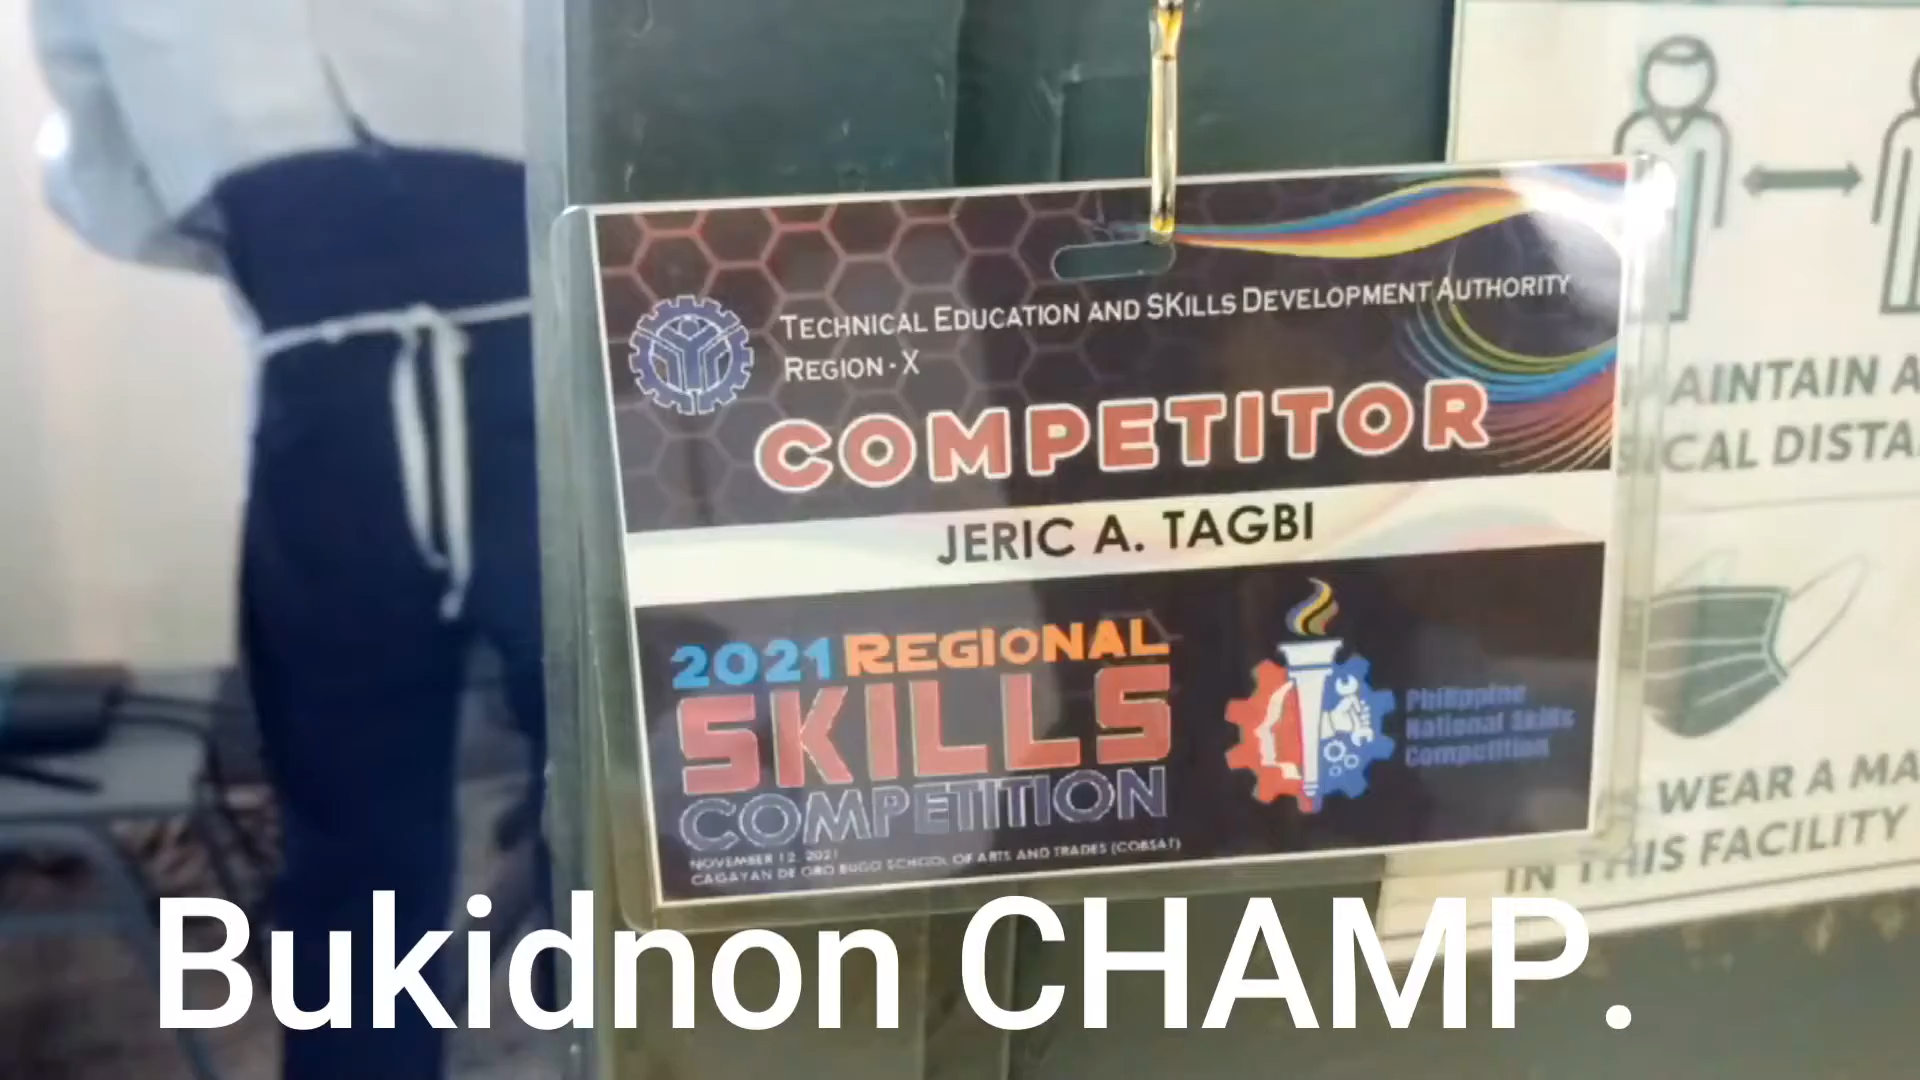 TECHNICAL EDUCATION AND SKILLS DEVELOPMENT AUTHORITY
REGION - X
COMPETITOR
JERIC A. TAGBI
2021 REGIONAL
SKILLS
COMPETITION
NOVEMBER 12, 2021
CAGAYAN DE ORO BUGO SCHOOL OF ARTS AND TRADES (COBSAT)
Philippine
National Skills
Competition
AINTAIN A
ICAL DISTA
WEAR A MA
IN THIS FACILITY
Bukidnon CHAMP.